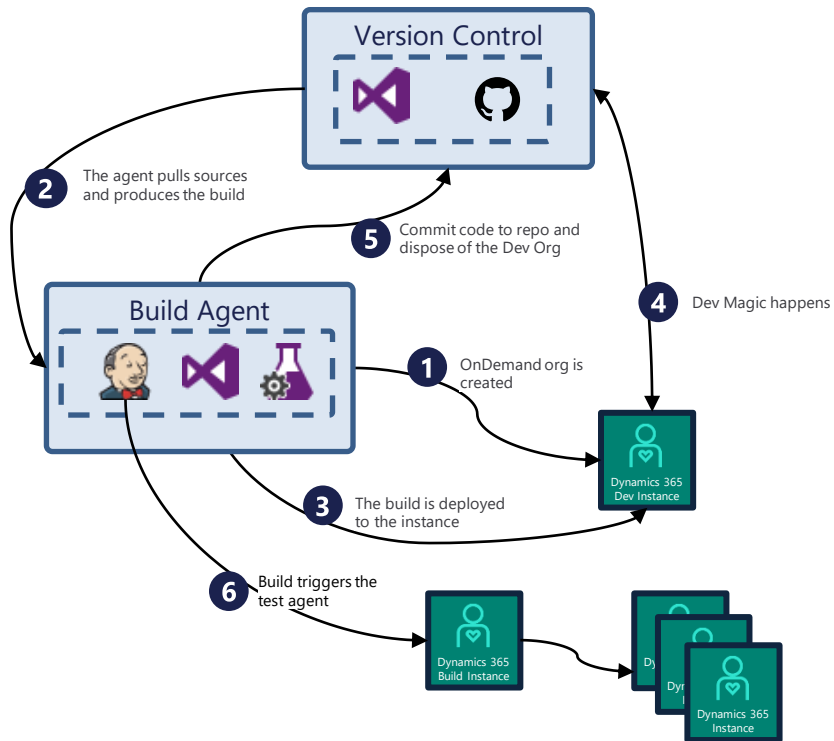 Version Control
2
The agent pulls sources
and produces the build
5
Commit code to repo and
dispose of the Dev Org
4
Dev Magic happens
Build Agent
1
OnDemand org is
created
Dynamics 365
Dev Instance
3
The build is deployed
to the instance
6
Build triggers the
test agent
Dynamics 365
Build Instance
Dynamics 365
Instance